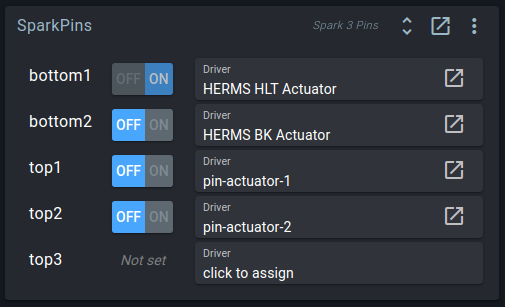 SparkPins Spark 3 Pins
bottom1 OFF ON Driver
HERMS HLT Actuator
bottom2 OFF ON Driver
HERMS BK Actuator
top1 OFF ON Driver
pin-actuator-1
top2 OFF ON Driver
pin-actuator-2
top3 Not set Driver
click to assign